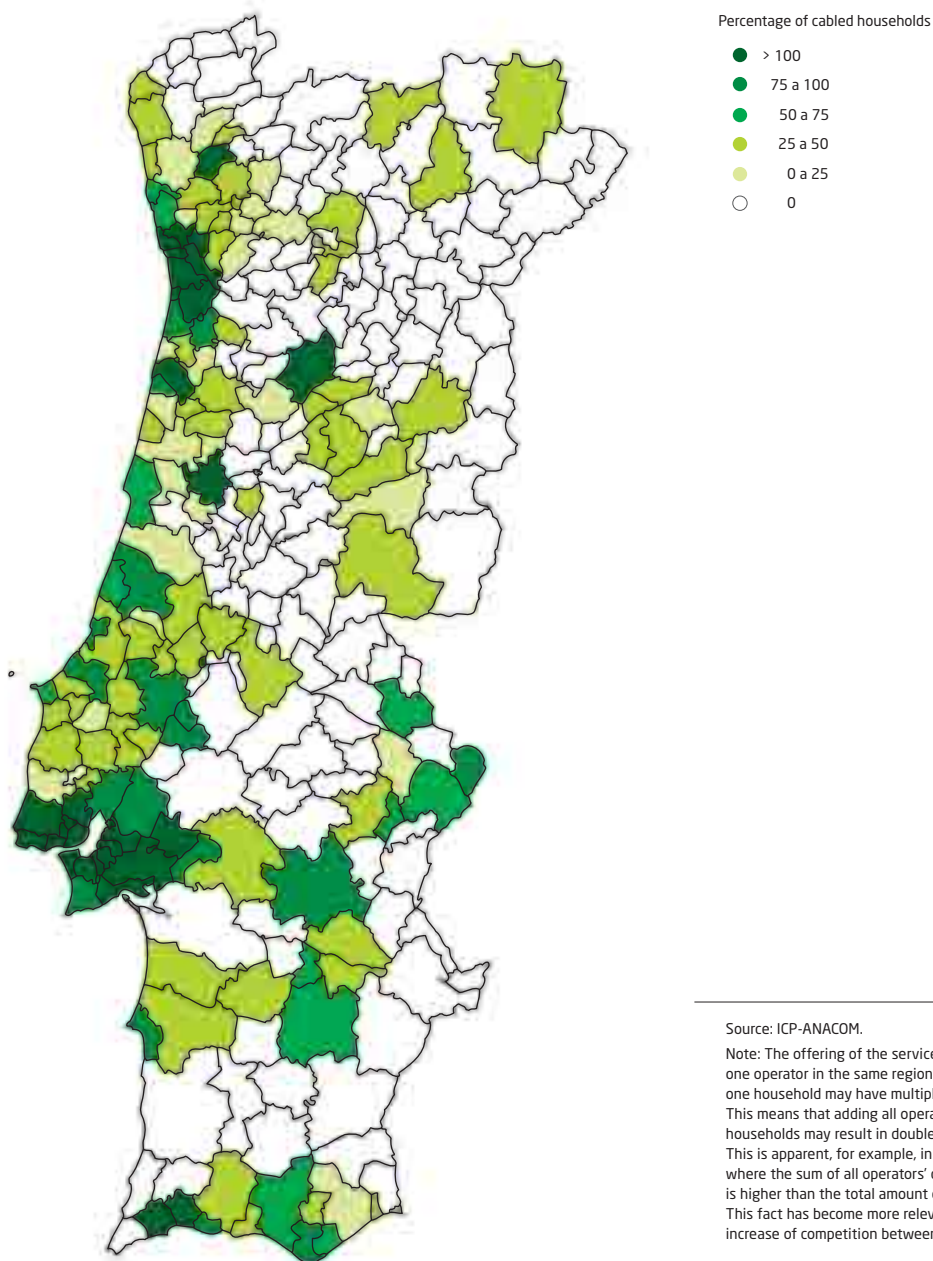 Percentage of cabled households
> 100
75 a 100
50 a 75
25 a 50
0 a 25
0
Source: ICP-ANACOM.
Note: The offering of the service
one operator in the same region
one household may have multipl
This means that adding all opera
households may result in double
This is apparent, for example, in
where the sum of all operators'
is higher than the total amount
This fact has become more relev
increase of competition between